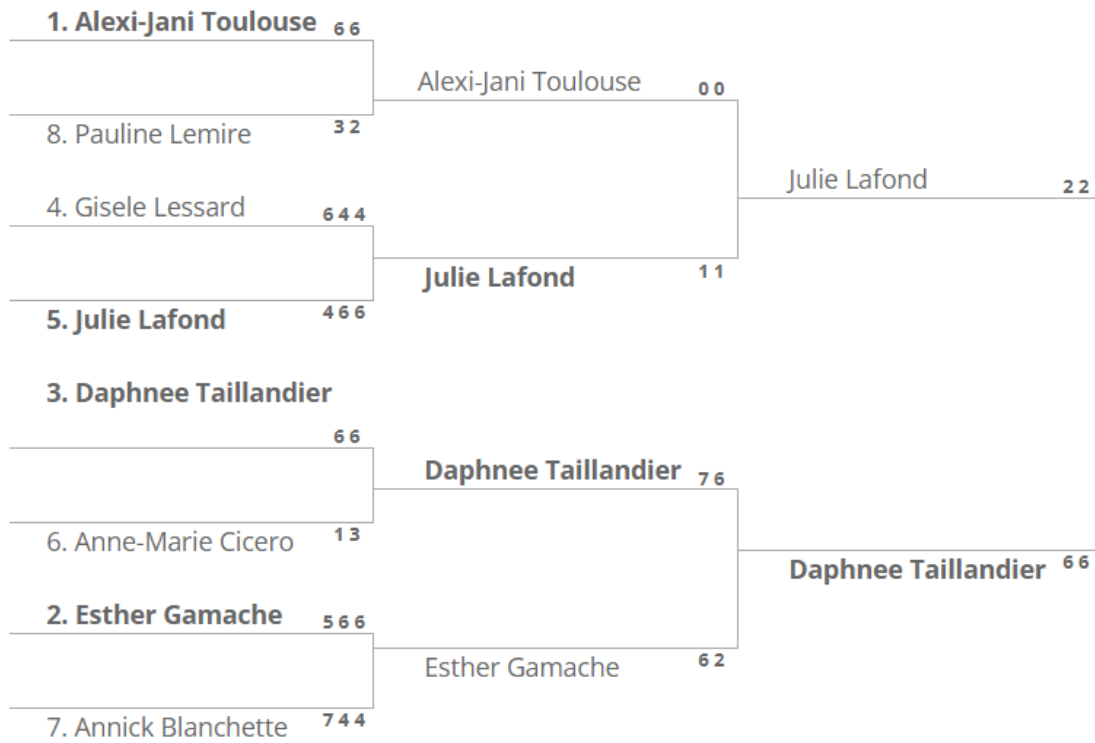 1. Alexi-Jani Toulouse 6 6
8. Pauline Lemire 3 2
4. Gisele Lessard 6 4 4
5. Julie Lafond 4 6 6
3. Daphnee Taillandier
6 6
6. Anne-Marie Cicero 1 3
2. Esther Gamache 5 6 6
7. Annick Blanchette 7 4 4
Alexi-Jani Toulouse 0 0
Julie Lafond 1 1
Daphnee Taillandier 7 6
Esther Gamache 6 2
Julie Lafond 2 2
Daphnee Taillandier 6 6